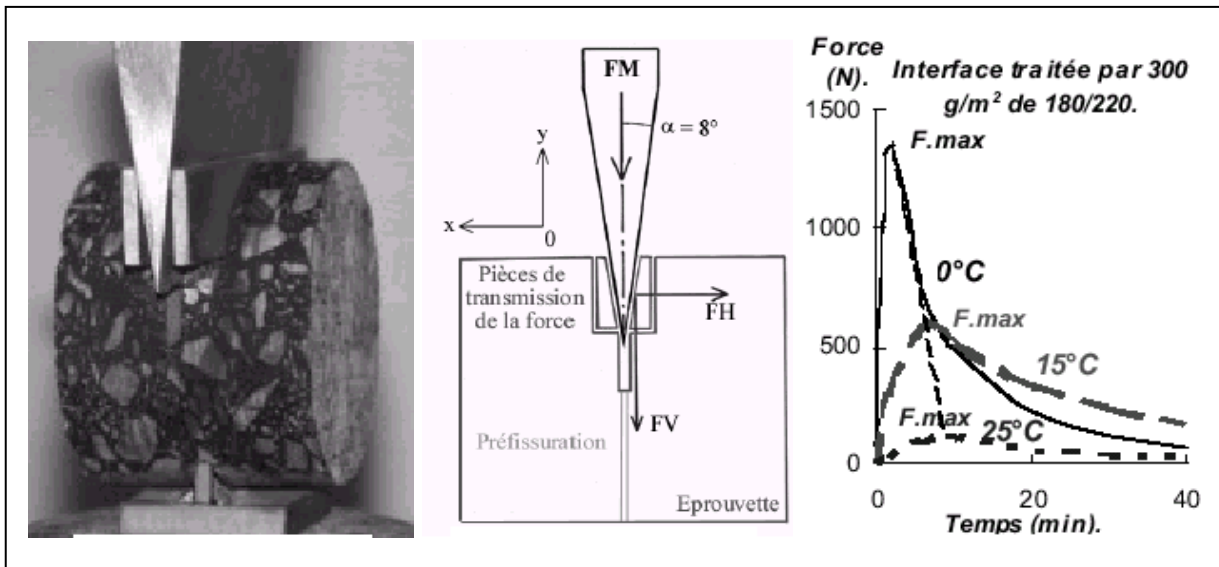 FM
α = 8°
y
x
0
Pièces de
transmission
de la force
FH
FV
Préfissuration
Eprouvette
Force
(N).
Interface traitée par 300
g/m² de 180/220.
1500
F.max
1000
0°C
F.max
500
15°C
F.max
25°C
0
0
20
40
Temps (min).